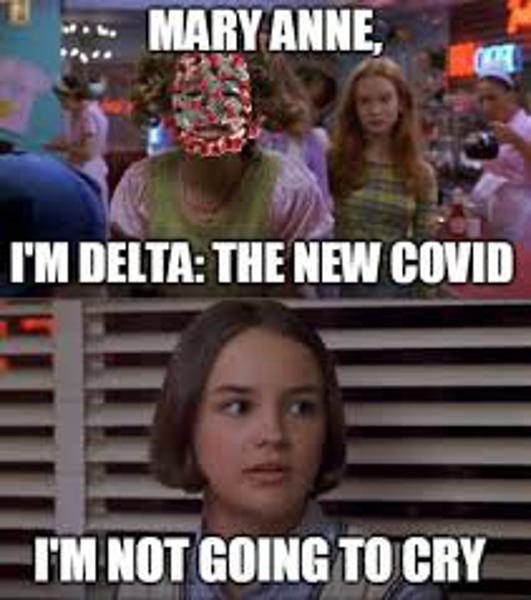 MARY ANNE,
I'M DELTA: THE NEW COVID
I'M NOT GOING TO CRY